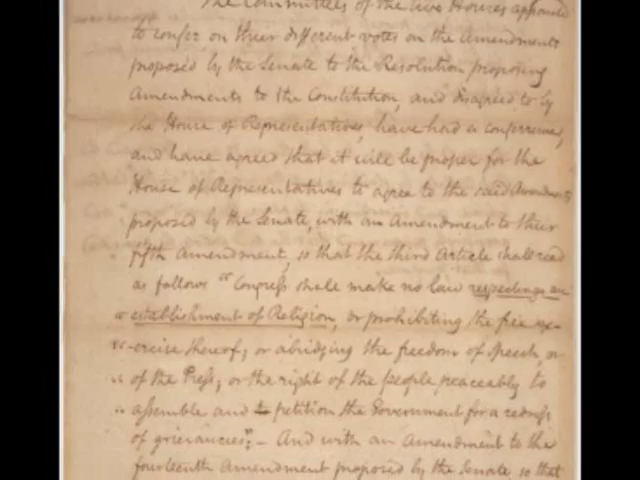 The Committees of the two Houses appointed
to confer on their different votes on the Amendments
proposed by the Senate to the Resolution proposing
Amendments to the Constitution, and disagreed to by
the House of Representatives, have had a conference,
and have agreed that it will be proper for the
House of Representatives to agree to the said Amendments
proposed by the Senate, with an Amendment to their
fifth Amendment, so that the third Article shall read
as follows "Congress shall make no law respecting an
" establishment of Religion, or prohibiting the free ex-
" -ercise thereof; or abridging the freedom of Speech, or
" of the Press; or the right of the people peaceably to
" assemble and to petition the Government for a redress
of grievances;" - And with an Amendment to the
fourteenth Amendment proposed by the Senate, so that